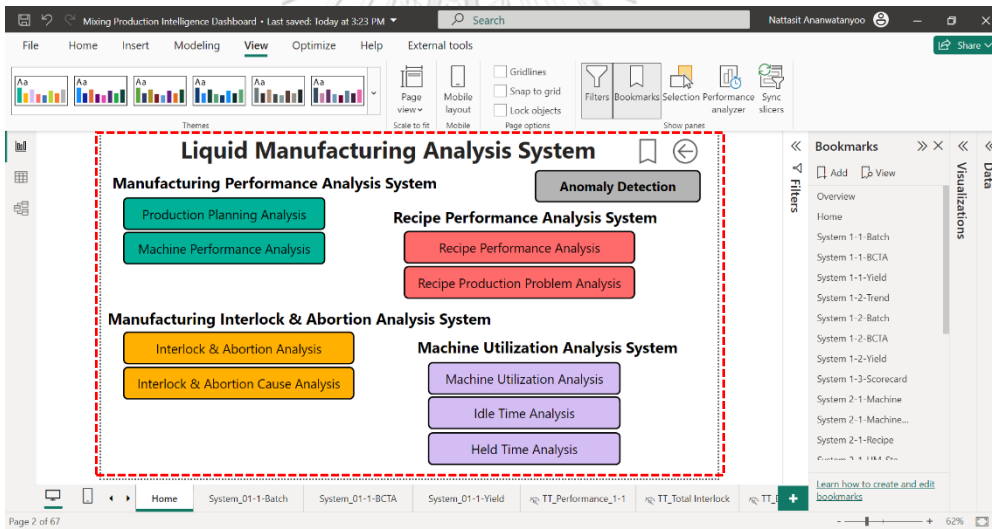 Mixing Production Intelligence Dashboard • Last saved: Today at 3:23 PM
Search
Nattasit Ananwatanyoo
File Home Insert Modeling View Optimize Help External tools
Share
Aa Aa Aa Aa Aa Aa Aa
Themes
Page view
Scale to fit
Mobile layout
Mobile
Gridlines
Snap to grid
Lock objects
Page options
Filters Bookmarks Selection Performance analyzer Sync slicers
Show panes
Liquid Manufacturing Analysis System
Manufacturing Performance Analysis System
Anomaly Detection
Production Planning Analysis
Machine Performance Analysis
Recipe Performance Analysis System
Recipe Performance Analysis
Recipe Production Problem Analysis
Manufacturing Interlock & Abortion Analysis System
Interlock & Abortion Analysis
Interlock & Abortion Cause Analysis
Machine Utilization Analysis System
Machine Utilization Analysis
Idle Time Analysis
Held Time Analysis
Filters
Bookmarks
Add View
Overview
Home
System 1-1-Batch
System 1-1-BCTA
System 1-1-Yield
System 1-2-Trend
System 1-2-Batch
System 1-2-BCTA
System 1-2-Yield
System 1-3-Scorecard
System 2-1-Machine
System 2-1-Machine...
System 2-1-Recipe
Learn how to create and edit
bookmarks
Visualizations
Data
Home System_01-1-Batch System_01-1-BCTA System_01-1-Yield TT_Performance_1-1 TT_Total Interlock
Page 2 of 67
62%